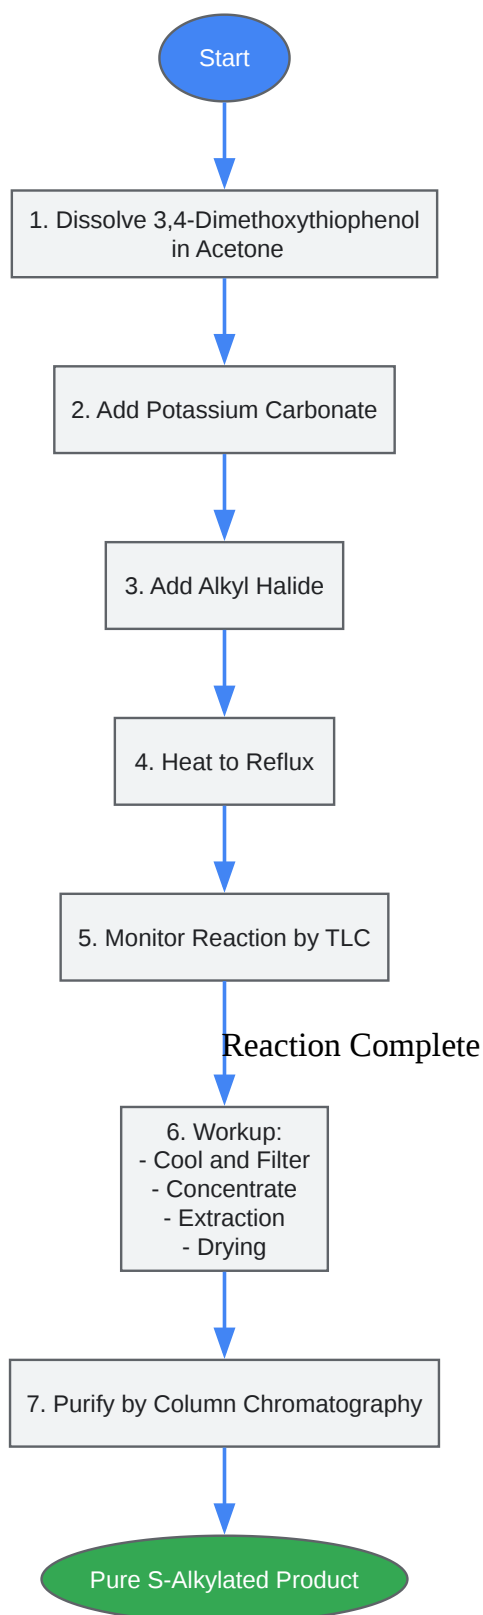 Start
1. Dissolve 3,4-Dimethoxythiophenol
in Acetone
2. Add Potassium Carbonate
3. Add Alkyl Halide
4. Heat to Reflux
5. Monitor Reaction by TLC
Reaction Complete
6. Workup:
- Cool and Filter
- Concentrate
- Extraction
- Drying
7. Purify by Column Chromatography
Pure S-Alkylated Product